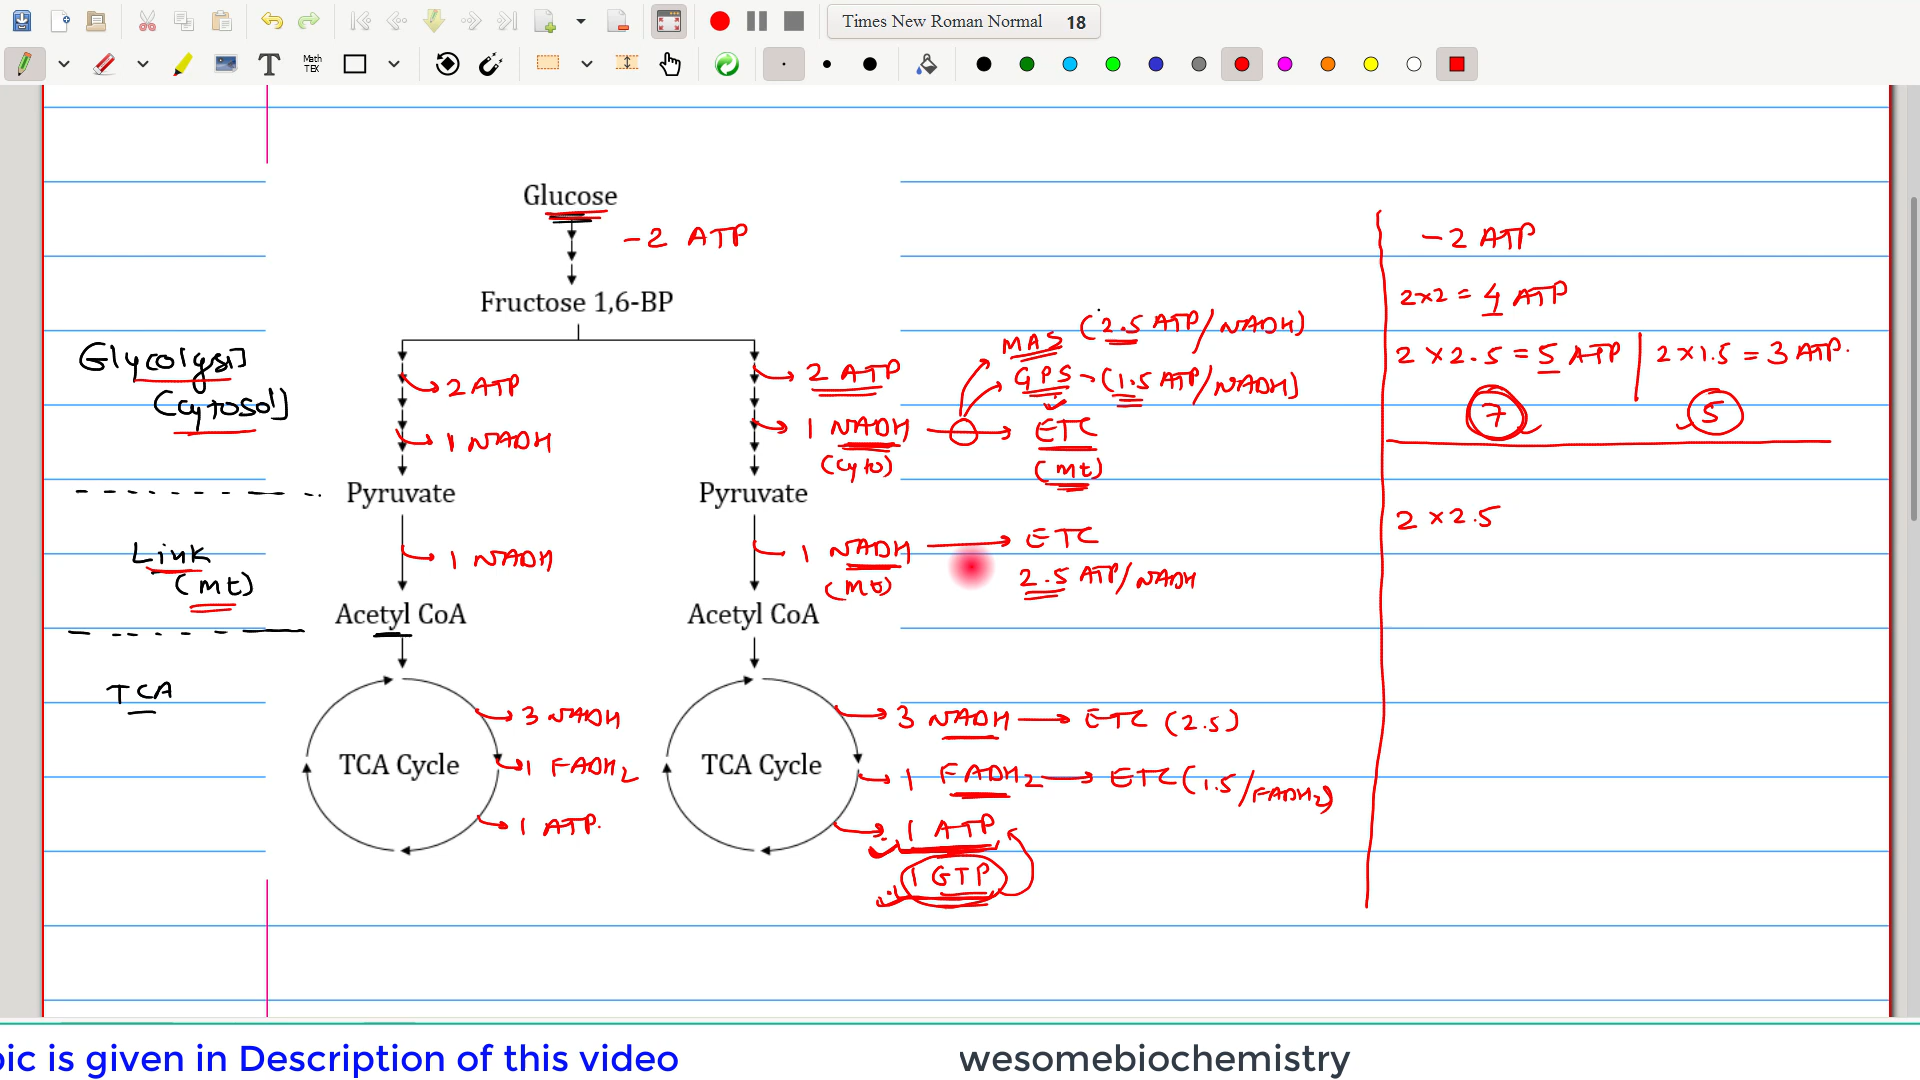 Times New Roman Normal 18
Math
TEX
T
Glucose
-2 ATP
Fructose 1,6-BP
Glycolysis
(Cytosol)
2 ATP
1 NADH
2 ATP
1 NADH
(Cyto)
MAS (2.5 ATP/NADH)
GPS - (1.5 ATP/NADH)
ETC
(mt)
Pyruvate
Pyruvate
Link
(mt)
1 NADH
1 NADH
(mt)
ETC
2.5 ATP/NADH
Acetyl CoA
Acetyl CoA
TCA
TCA Cycle
3 NADH
1 FADH2
1 ATP.
TCA Cycle
3 NADH → ETC (2.5)
1 FADH2 → ETC (1.5/FADH2)
1 ATP
1 GTP
-2 ATP
2×2 = 4 ATP
2 × 2.5 = 5 ATP
2 × 1.5 = 3 ATP.
7
5
2 × 2.5
pic is given in Description of this video
wesomebiochemistry